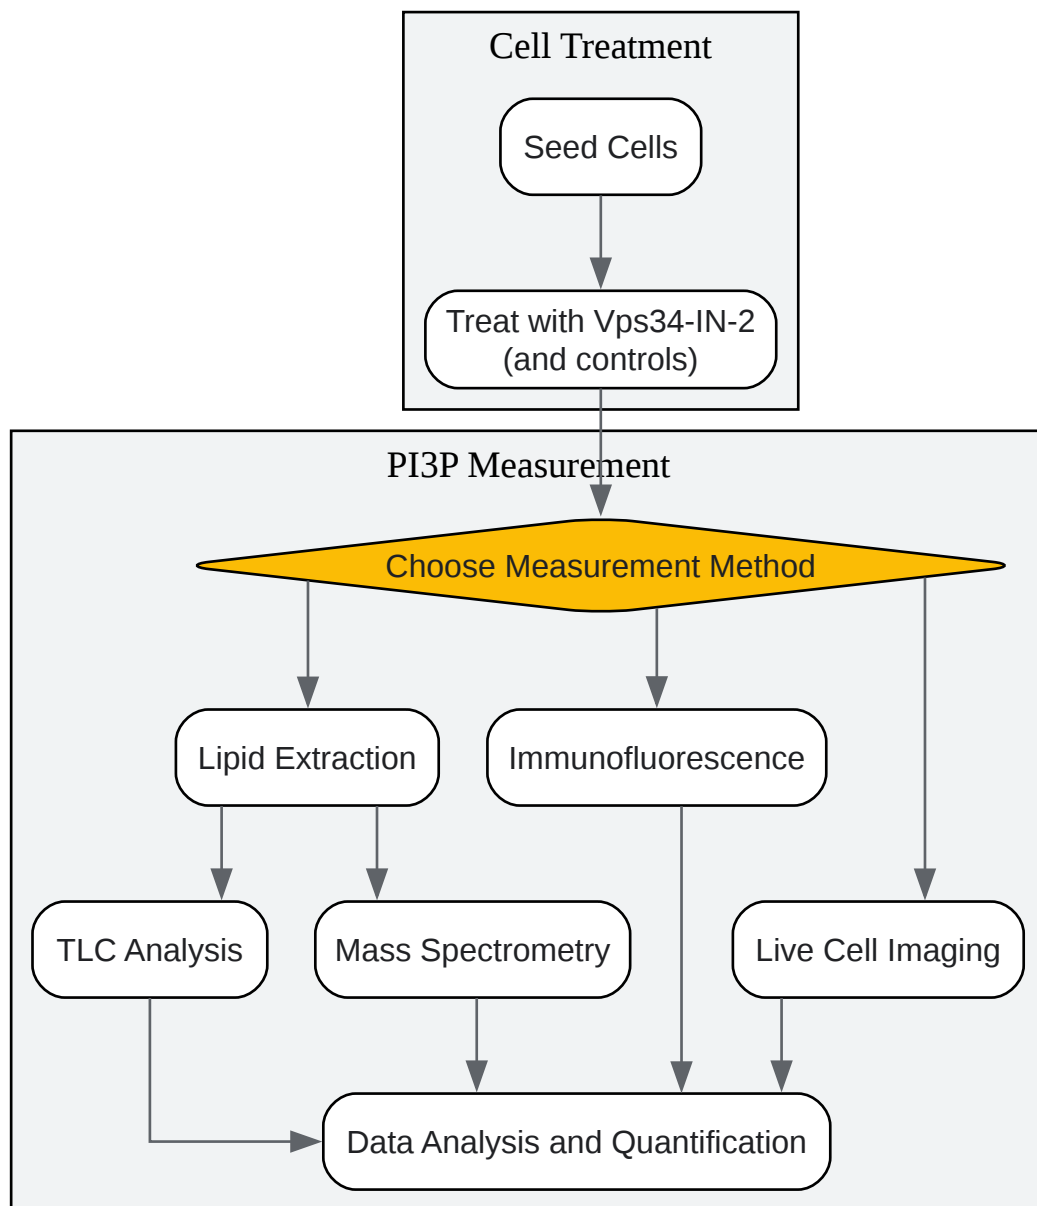 Cell Treatment
Seed Cells
Treat with Vps34-IN-2
(and controls)
PI3P Measurement
Choose Measurement Method
Lipid Extraction
Immunofluorescence
TLC Analysis
Mass Spectrometry
Live Cell Imaging
Data Analysis and Quantification